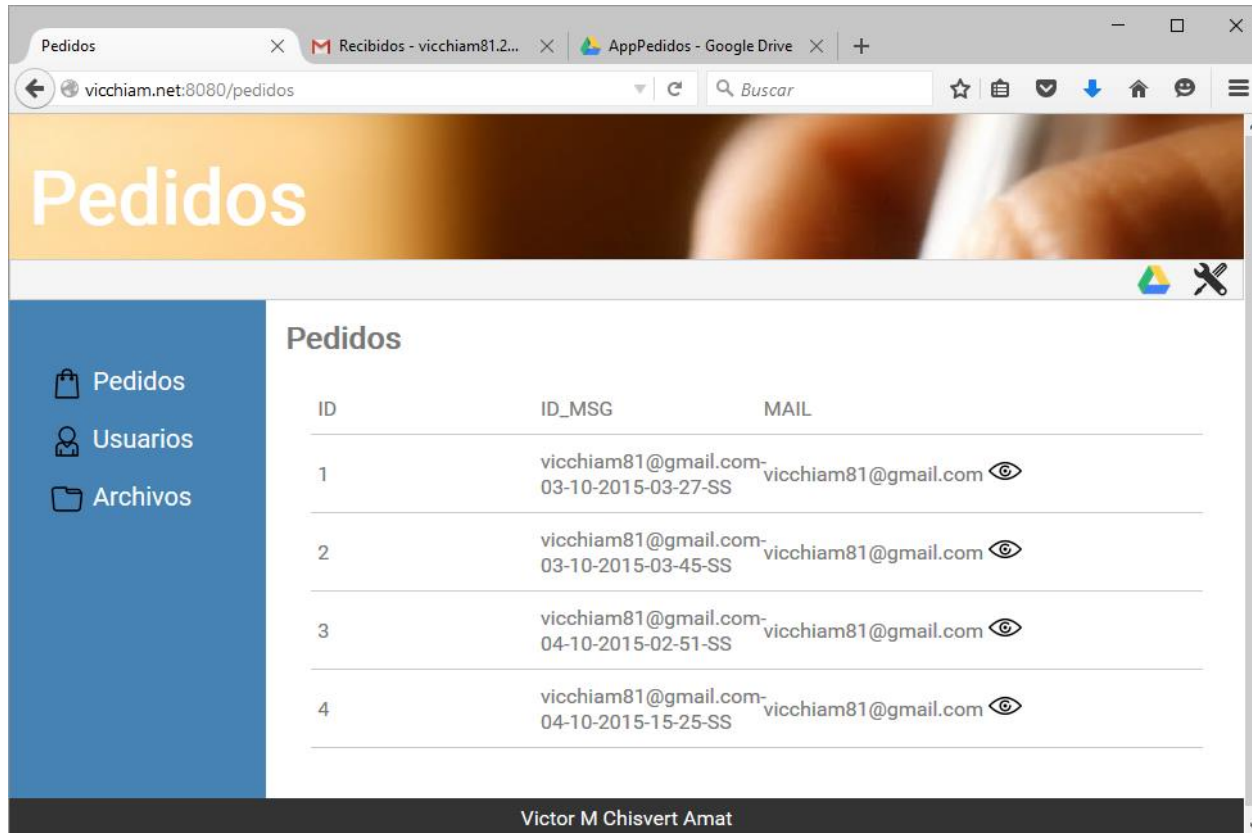 Pedidos
Recibidos - vicchiam81.2...
AppPedidos - Google Drive
vicchiam.net:8080/pedidos
Buscar
Pedidos
Pedidos
Usuarios
Archivos
Pedidos
ID ID_MSG MAIL
1 vicchiam81@gmail.com-
03-10-2015-03-27-SS
vicchiam81@gmail.com
2 vicchiam81@gmail.com-
03-10-2015-03-45-SS
vicchiam81@gmail.com
3 vicchiam81@gmail.com-
04-10-2015-02-51-SS
vicchiam81@gmail.com
4 vicchiam81@gmail.com-
04-10-2015-15-25-SS
vicchiam81@gmail.com
Victor M Chisvert Amat